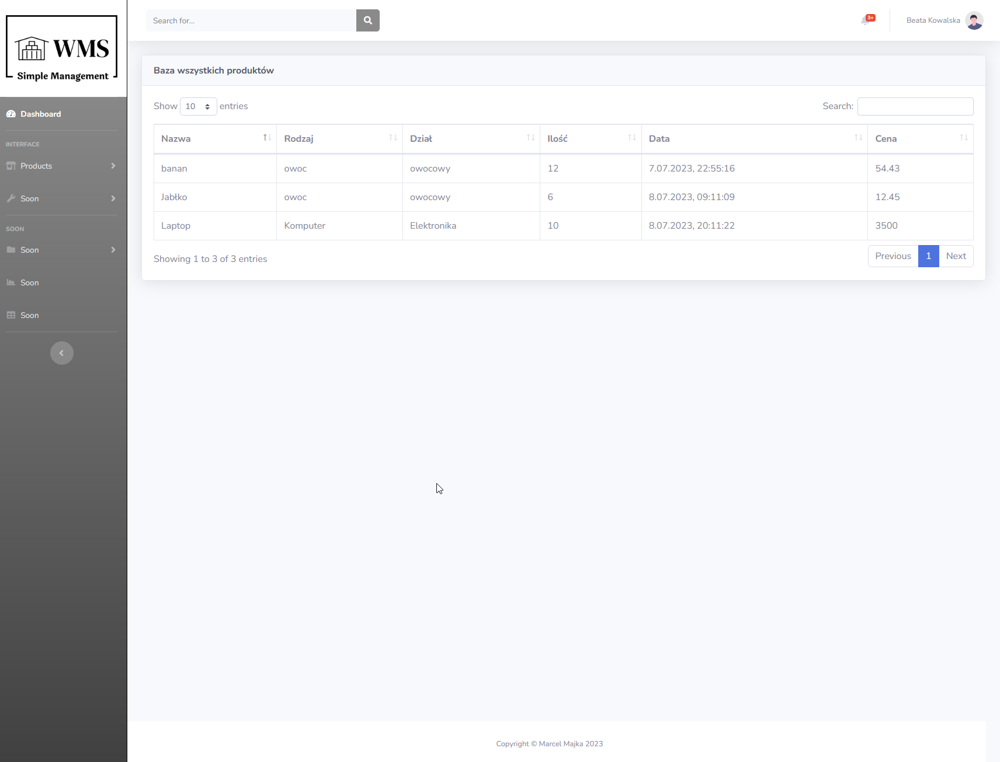 WMS
Simple Management
Dashboard
INTERFACE
Products
Soon
SOON
Soon
Soon
Soon
Search for...
3+
Beata Kowalska
Baza wszystkich produktów
Show 10 entries
Search:
Nazwa Rodzaj Dział Ilość Data Cena
banan owoc owocowy 12 7.07.2023, 22:55:16 54.43
Jabłko owoc owocowy 6 8.07.2023, 09:11:09 12.45
Laptop Komputer Elektronika 10 8.07.2023, 20:11:22 3500
Showing 1 to 3 of 3 entries
Previous 1 Next
Copyright © Marcel Majka 2023